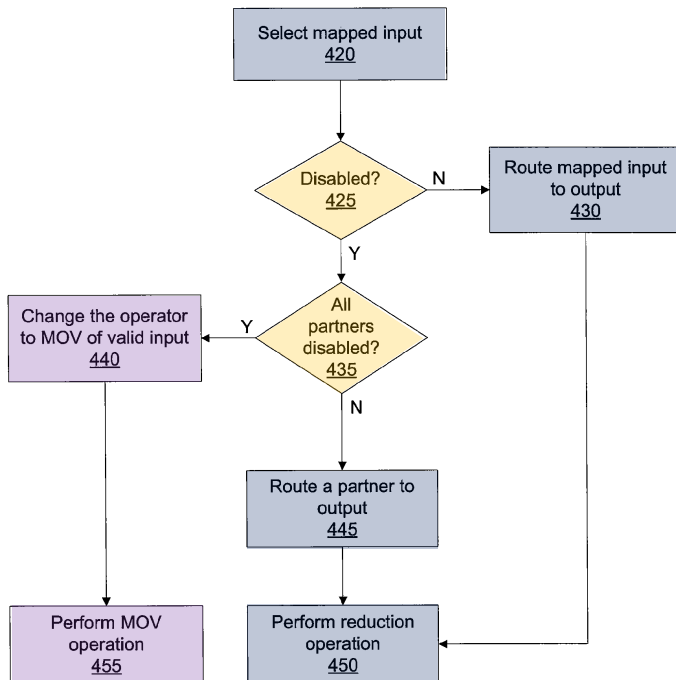 Select mapped input
420
Disabled?
425
N
Route mapped input
to output
430
Y
All
partners
disabled?
435
Y
Change the operator
to MOV of valid input
440
N
Route a partner to
output
445
Perform MOV
operation
455
Perform reduction
operation
450